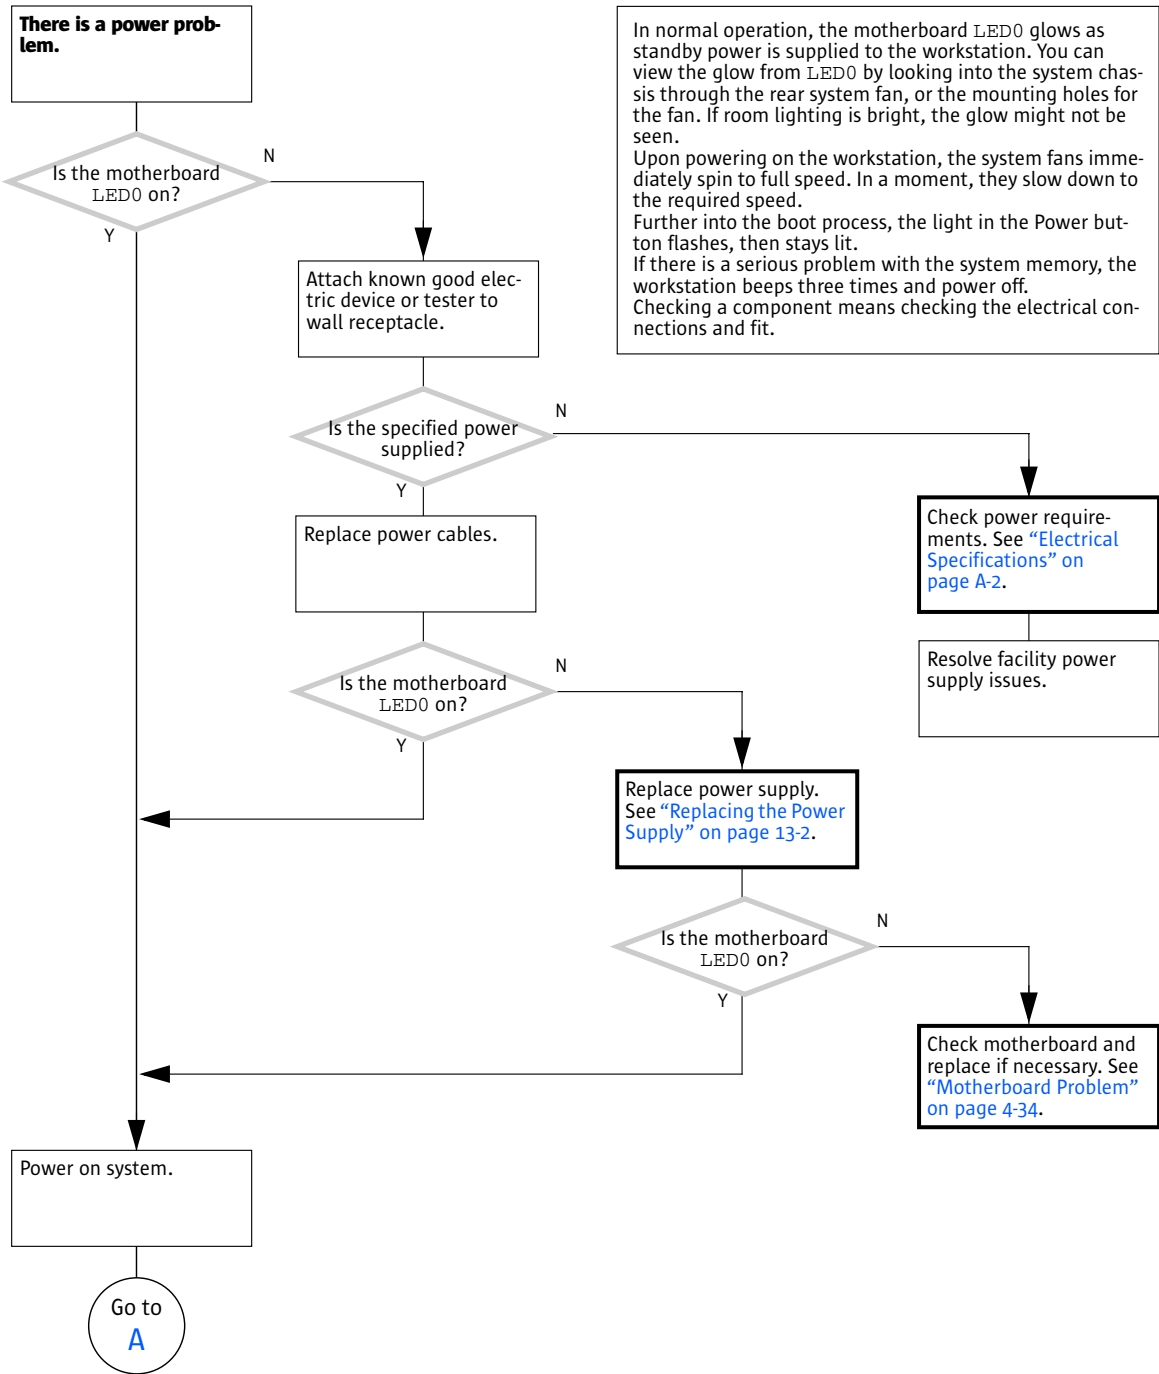 There is a power prob-
lem.
In normal operation, the motherboard LED0 glows as
standby power is supplied to the workstation. You can
view the glow from LED0 by looking into the system chas-
sis through the rear system fan, or the mounting holes for
the fan. If room lighting is bright, the glow might not be
seen.
Upon powering on the workstation, the system fans imme-
diately spin to full speed. In a moment, they slow down to
the required speed.
Further into the boot process, the light in the Power but-
ton flashes, then stays lit.
If there is a serious problem with the system memory, the
workstation beeps three times and power off.
Checking a component means checking the electrical con-
nections and fit.
Is the motherboard
LED0 on?
N
Y
Attach known good elec-
tric device or tester to
wall receptacle.
Is the specified power
supplied?
N
Y
Check power require-
ments. See “Electrical
Specifications” on
page A-2.
Replace power cables.
Resolve facility power
supply issues.
Is the motherboard
LED0 on?
N
Y
Replace power supply.
See “Replacing the Power
Supply” on page 13-2.
Is the motherboard
LED0 on?
N
Y
Check motherboard and
replace if necessary. See
“Motherboard Problem”
on page 4-34.
Power on system.
Go to
A